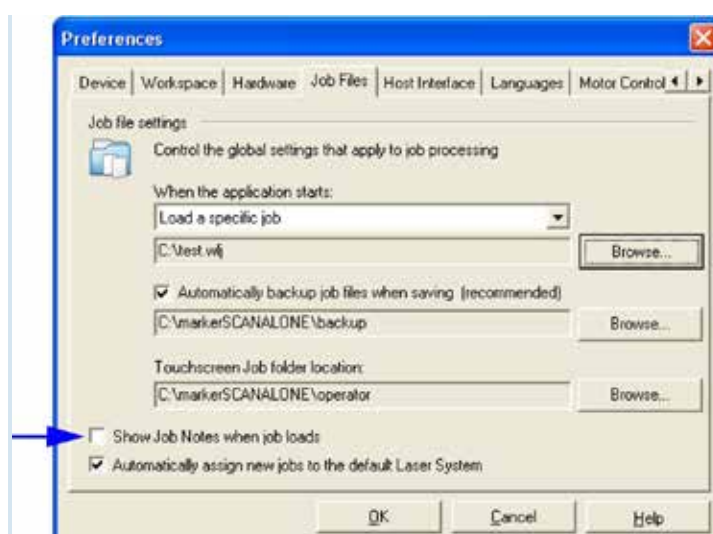 Preferences
Device Workspace Hardware Job Files Host Interface Languages Motor Control
Job file settings
Control the global settings that apply to job processing
When the application starts:
Load a specific job
C:\test.wlj
Browse...
Automatically backup job files when saving (recommended)
C:\markerSCANALONE\backup
Browse...
Touchscreen Job folder location:
C:\markerSCANALONE\operator
Browse...
Show Job Notes when job loads
Automatically assign new jobs to the default Laser System
OK Cancel Help